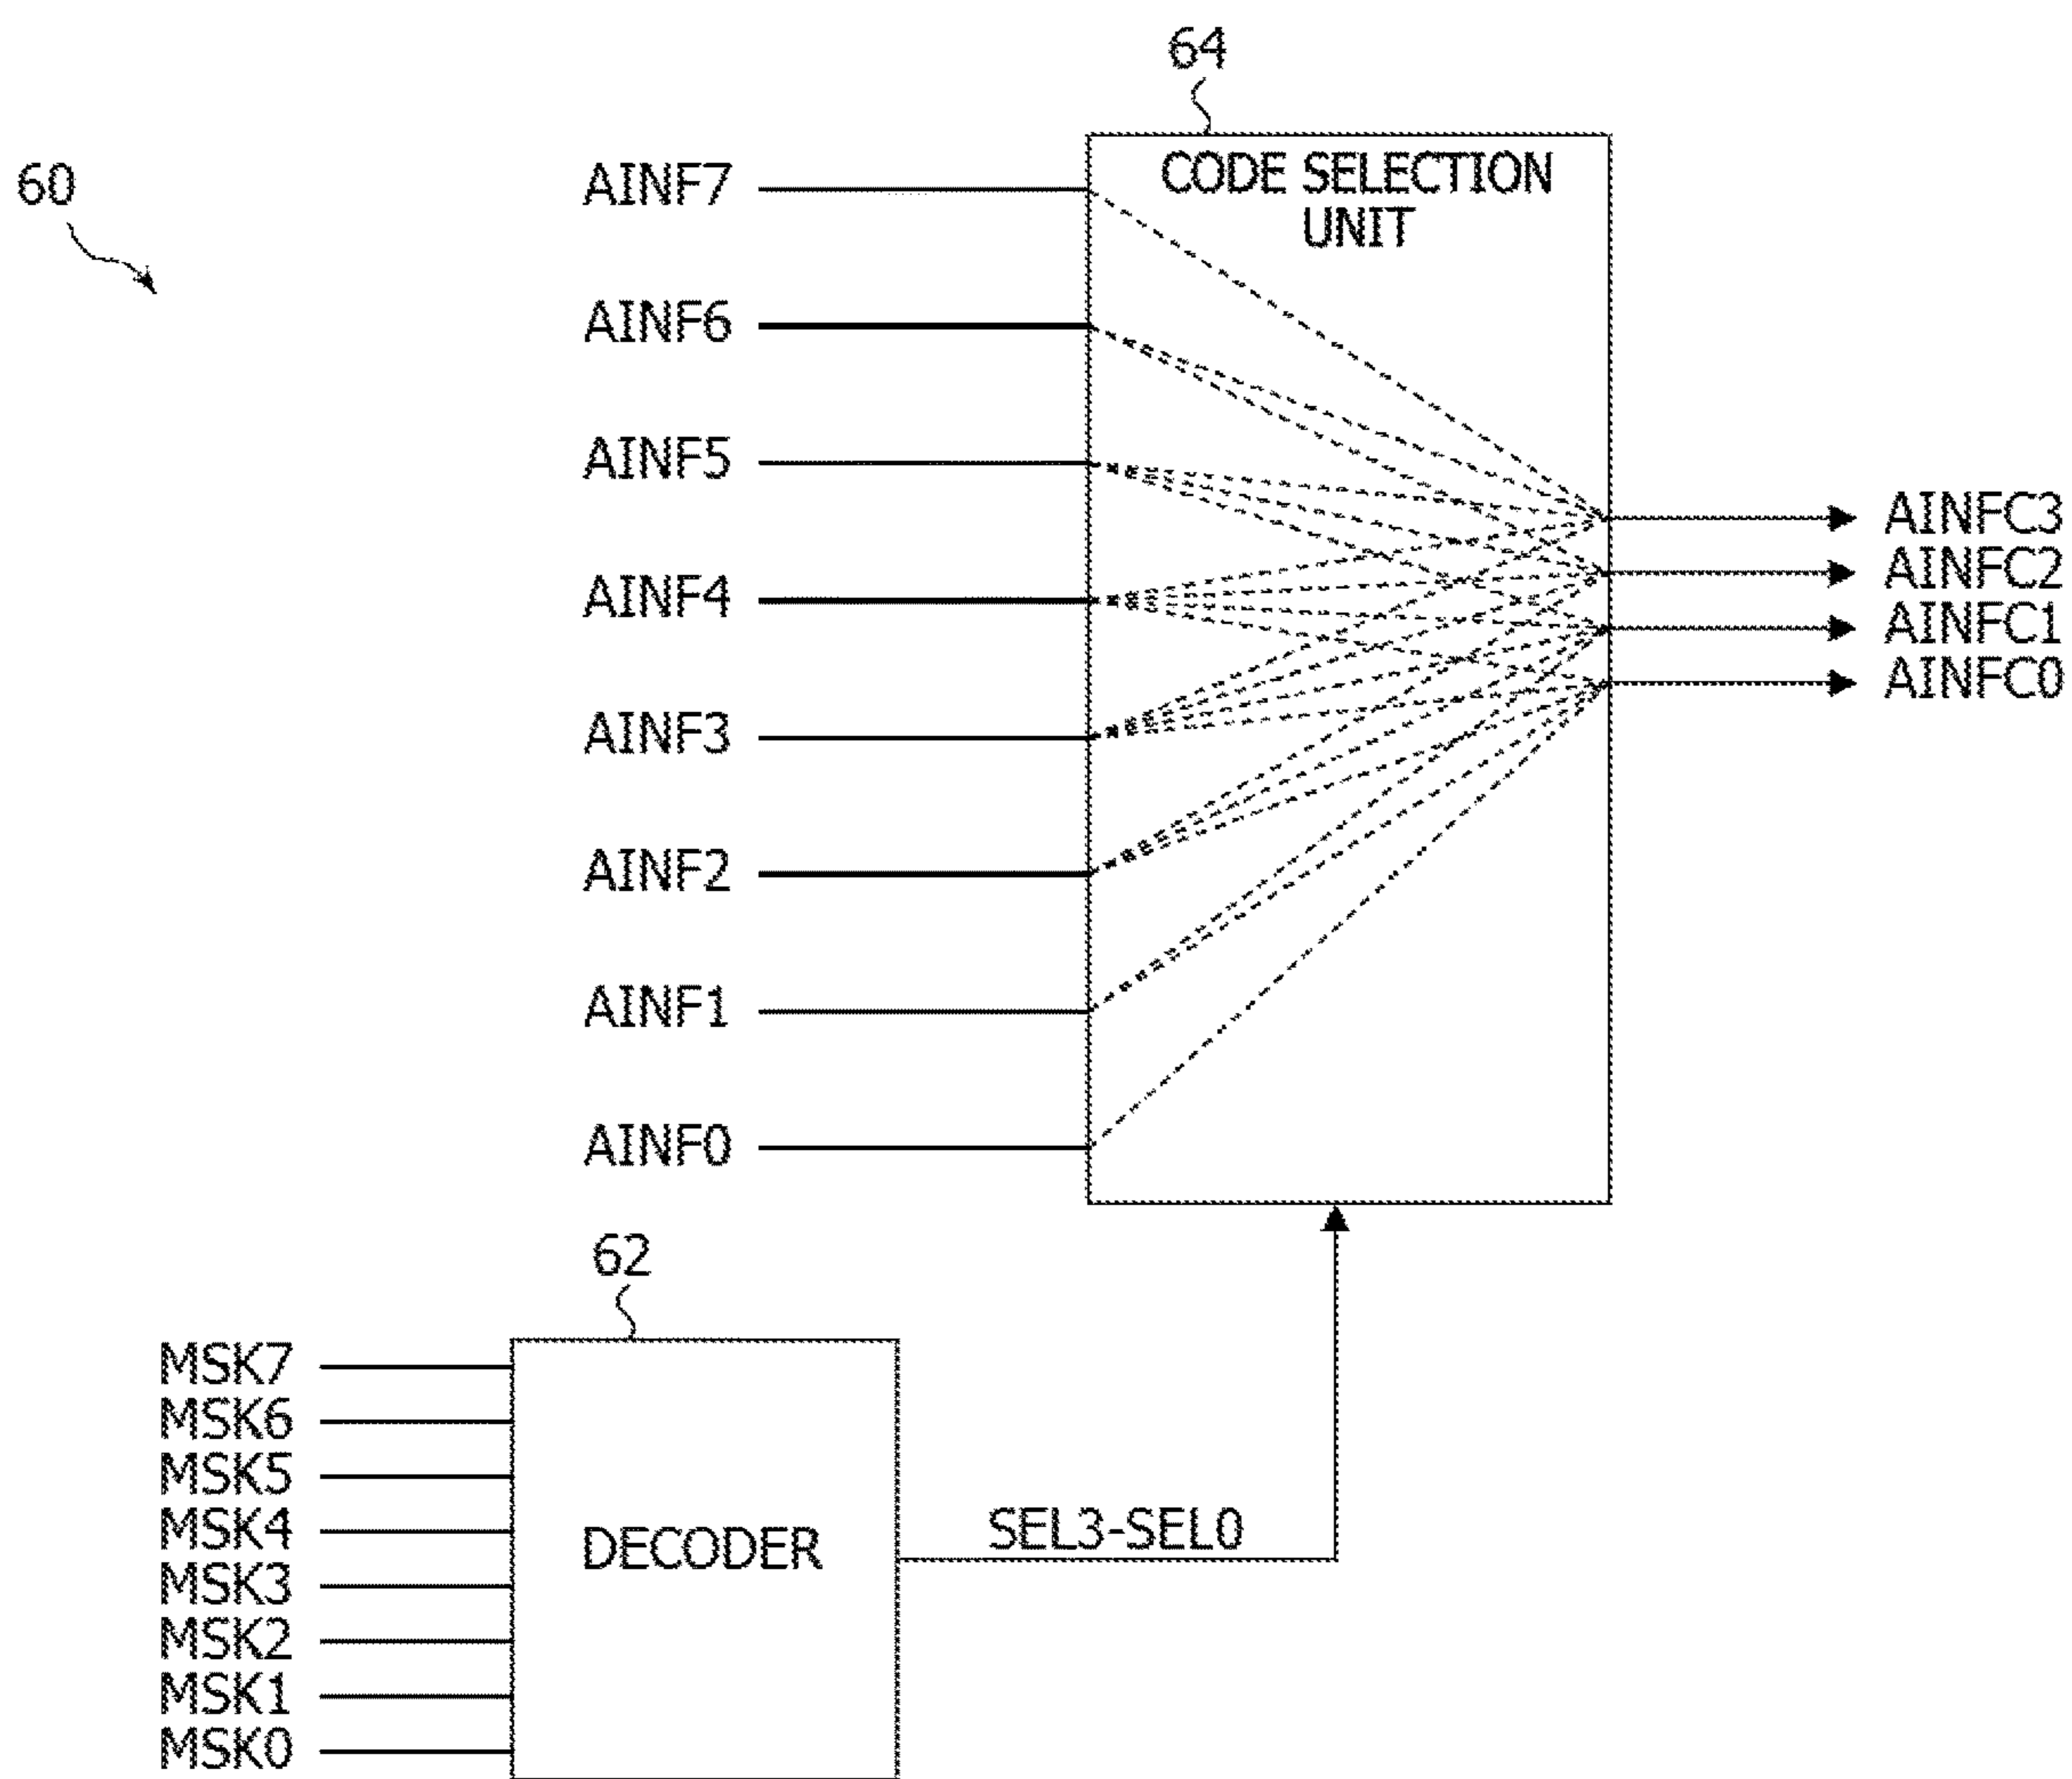 64
60
CODE SELECTION
UNIT
AINF7
AINF6
AINF5
AINF4
AINF3
AINF2
AINF1
AINF0
AINFC3
AINFC2
AINFC1
AINFC0
62
MSK7
MSK6
MSK5
MSK4
MSK3
MSK2
MSK1
MSK0
DECODER
SEL3-SEL0